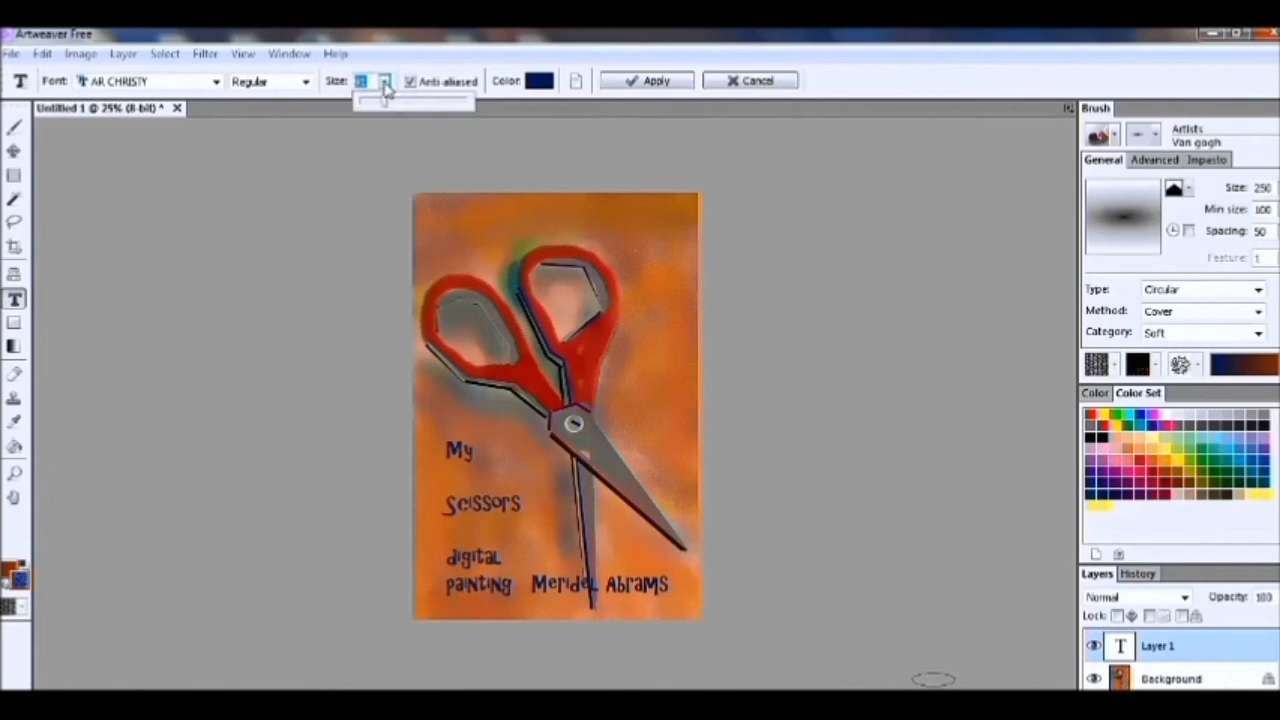 Artweaver Free
File Edit Image Layer Select Filter View Window Help
Font: AR CHRISTY Regular Size: Anti-aliased Color: Apply Cancel
Untitled 1 @ 25% (8-bit) *
Brush
Artists
Van gogh
General Advanced Impasto
Size: 250
Min size: 100
Spacing: 50
Feature: 1
Type: Circular
Method: Cover
Category: Soft
Color Color Set
My
Scissors
digital
painting Meridel Abrams
Layers History
Normal Opacity: 100
Lock:
T Layer 1
Background